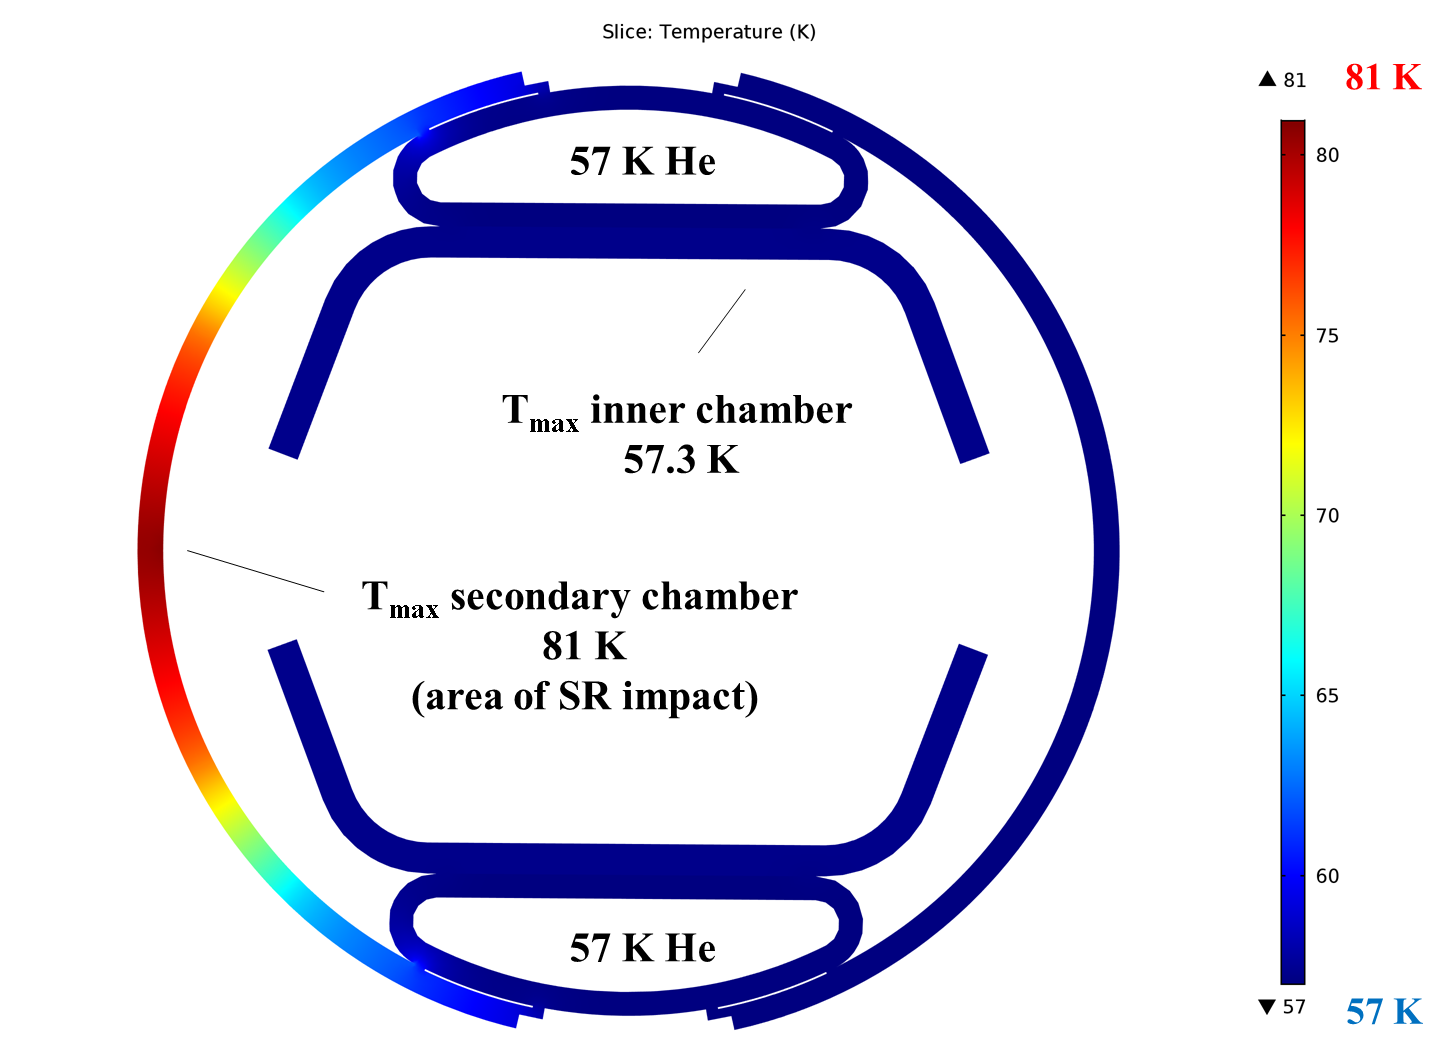 Slice: Temperature (K)
▲ 81
81 K
80
75
70
65
60
▼ 57
57 K
57 K He
Tmax inner chamber
57.3 K
Tmax secondary chamber
81 K
(area of SR impact)
57 K He